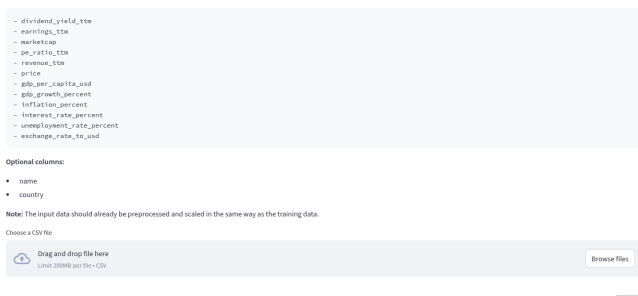 - dividend_yield_ttm
- earnings_ttm
- marketcap
- pe_ratio_ttm
- revenue_ttm
- price
- gdp_per_capita_usd
- gdp_growth_percent
- inflation_percent
- interest_rate_percent
- unemployment_rate_percent
- exchange_rate_to_usd
Optional columns:
• name
• country
Note: The input data should already be preprocessed and scaled in the same way as the training data.
Choose a CSV file
Drag and drop file here
Limit 200MB per file • CSV
Browse files